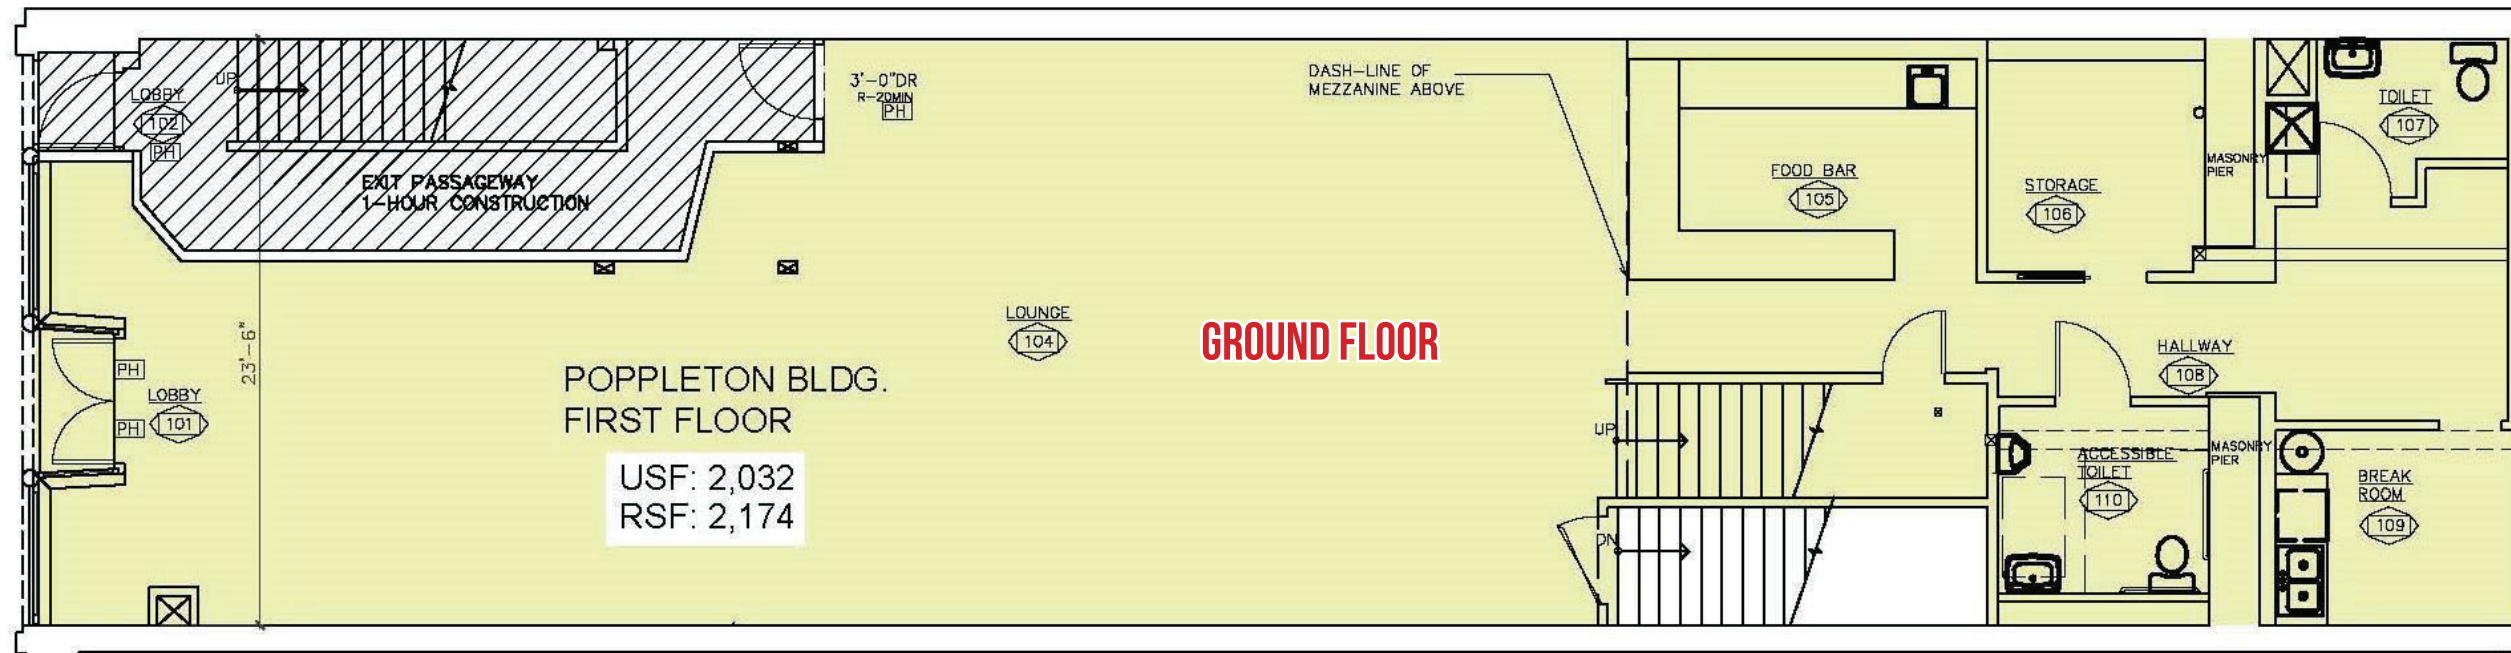 UP
LOBBY
102
PH
EXIT PASSAGEWAY
1-HOUR CONSTRUCTION
3'-0"DR
R-20MIN
PH
DASH-LINE OF
MEZZANINE ABOVE
FOOD BAR
105
STORAGE
106
MASONRY
PIER
TOILET
107
23'-6"
PH
LOBBY
101
PH
POPPLETON BLDG.
FIRST FLOOR
USF: 2,032
RSF: 2,174
LOUNGE
104
GROUND FLOOR
HALLWAY
108
UP
DN
ACCESSIBLE
TOILET
110
MASONRY
PIER
BREAK
ROOM
109